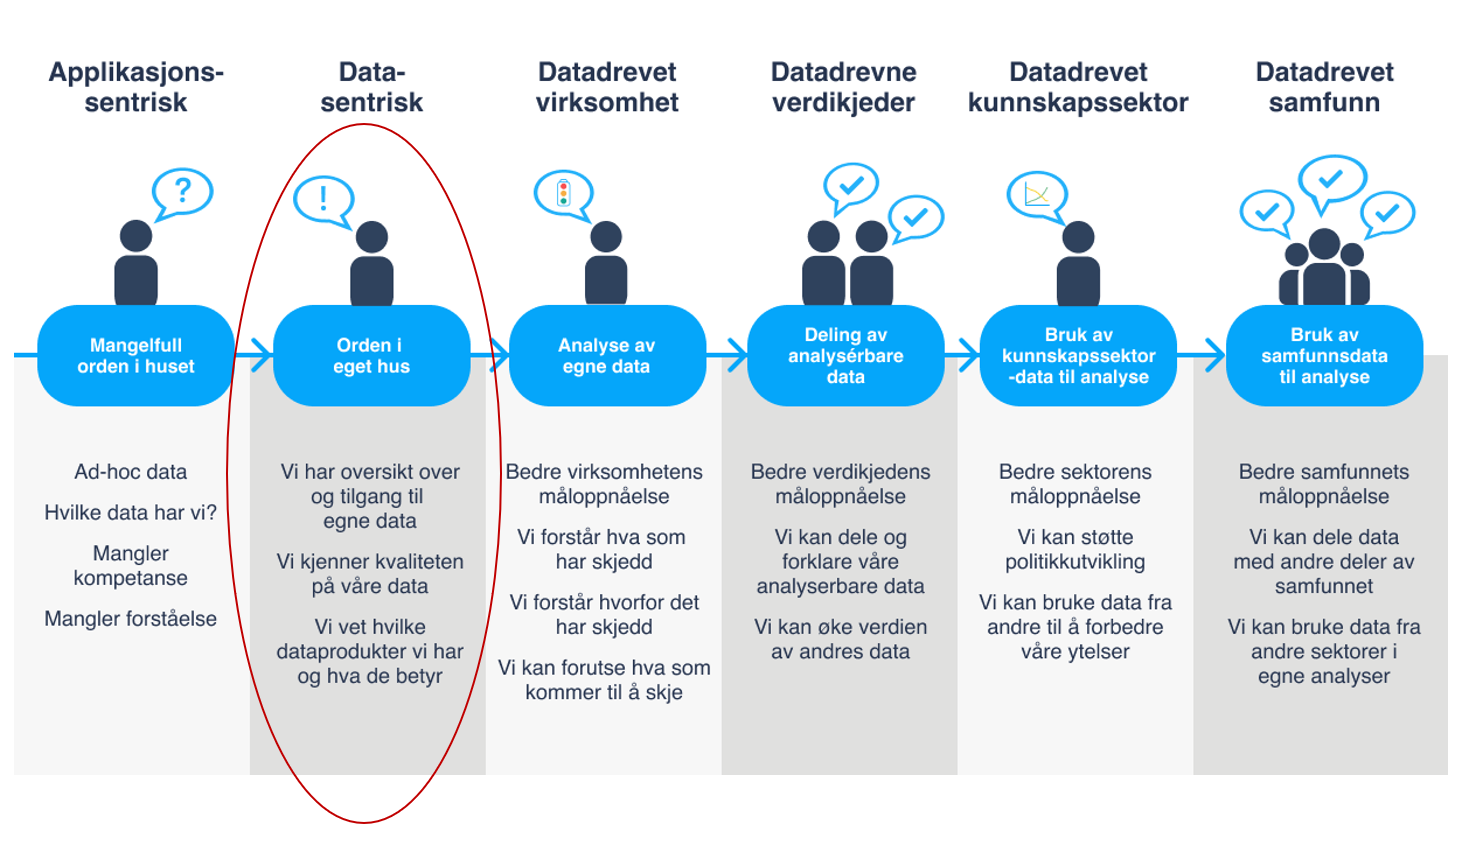 Applikasjons-
sentrisk
Data-
sentrisk
Datadrevet
virksomhet
Datadrevne
verdikjeder
Datadrevet
kunnskapssektor
Datadrevet
samfunn
?
!
Mangelfull
orden i huset
Orden i
eget hus
Analyse av
egne data
Deling av
analysérbare
data
Bruk av
kunnskapssektor
-data til analyse
Bruk av
samfunnsdata
til analyse
Ad-hoc data
Hvilke data har vi?
Mangler
kompetanse
Mangler forståelse
Vi har oversikt over
og tilgang til
egne data
Vi kjenner kvaliteten
på våre data
Vi vet hvilke
dataprodukter vi har
og hva de betyr
Bedre virksomhetens
måloppnåelse
Vi forstår hva som
har skjedd
Vi forstår hvorfor det
har skjedd
Vi kan forutse hva som
kommer til å skje
Bedre verdikjedens
måloppnåelse
Vi kan dele og
forklare våre
analyserbare data
Vi kan øke verdien
av andres data
Bedre sektorens
måloppnåelse
Vi kan støtte
politikkutvikling
Vi kan bruke data fra
andre til å forbedre
våre ytelser
Bedre samfunnets
måloppnåelse
Vi kan dele data
med andre deler av
samfunnet
Vi kan bruke data fra
andre sektorer i
egne analyser